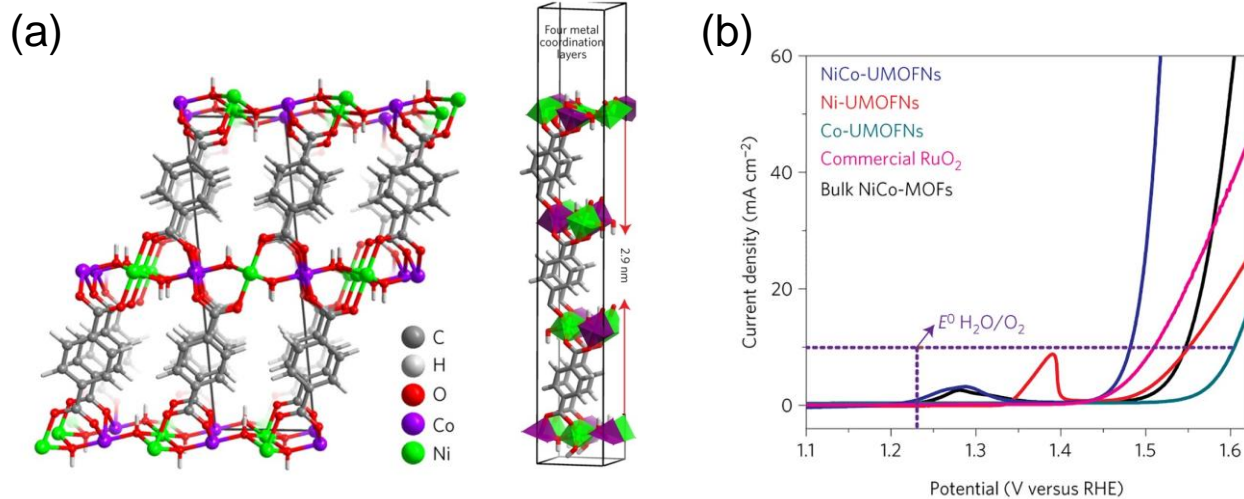 (a)
C
H
O
Co
Ni
Four metal
coordination
layers
2.9 nm
(b)
Current density (mA cm⁻²)
60
40
20
0
NiCo-UMOFNs
Ni-UMOFNs
Co-UMOFNs
Commercial RuO₂
Bulk NiCo-MOFs
E⁰ H₂O/O₂
1.1
1.2
1.3
1.4
1.5
1.6
Potential (V versus RHE)